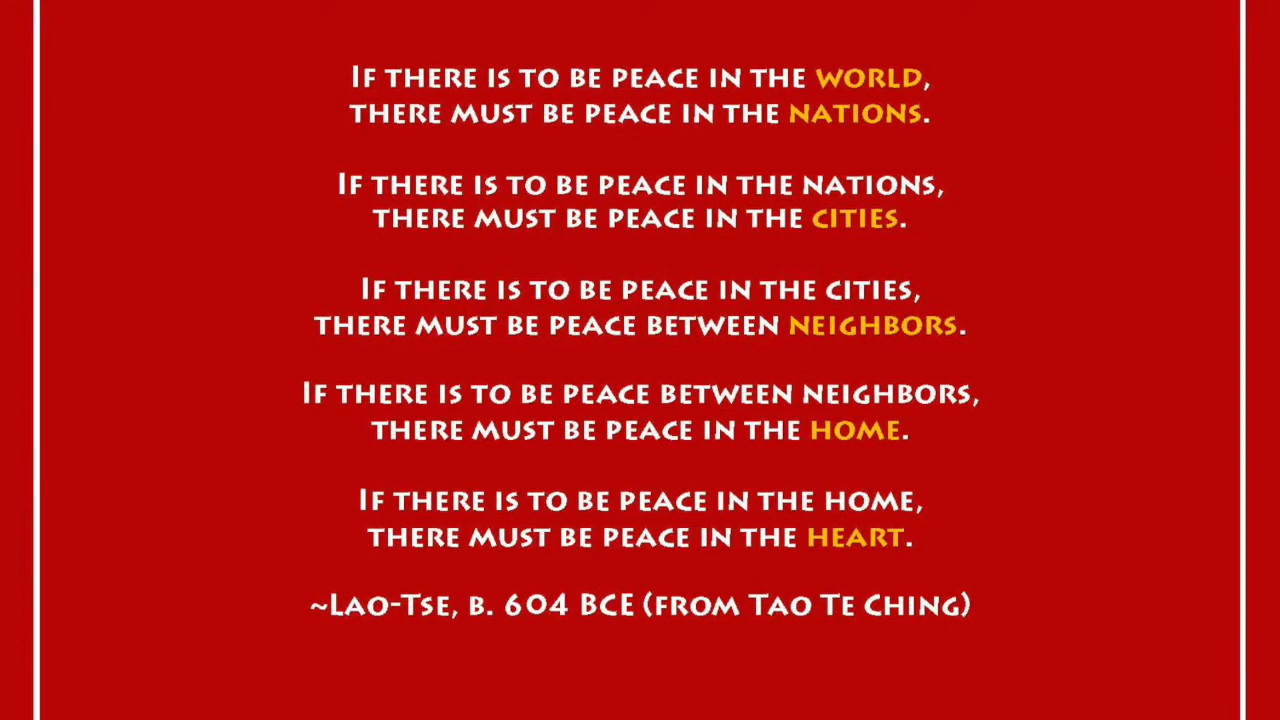 If there is to be peace in the world,
there must be peace in the nations.
If there is to be peace in the nations,
there must be peace in the cities.
If there is to be peace in the cities,
there must be peace between neighbors.
If there is to be peace between neighbors,
there must be peace in the home.
If there is to be peace in the home,
there must be peace in the heart.
~Lao-Tse, b. 604 BCE (from Tao Te Ching)